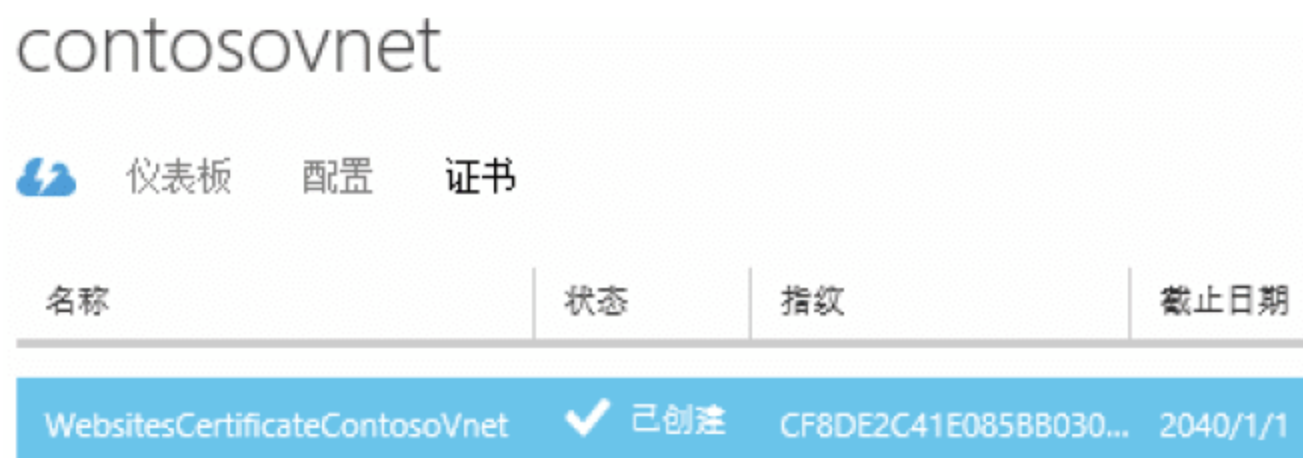 contosovnet
仪表板 配置 证书
名称 状态 指纹 截止日期
WebsitesCertificateContosoVnet 已创建 CF8DE2C41E085BB030... 2040/1/1